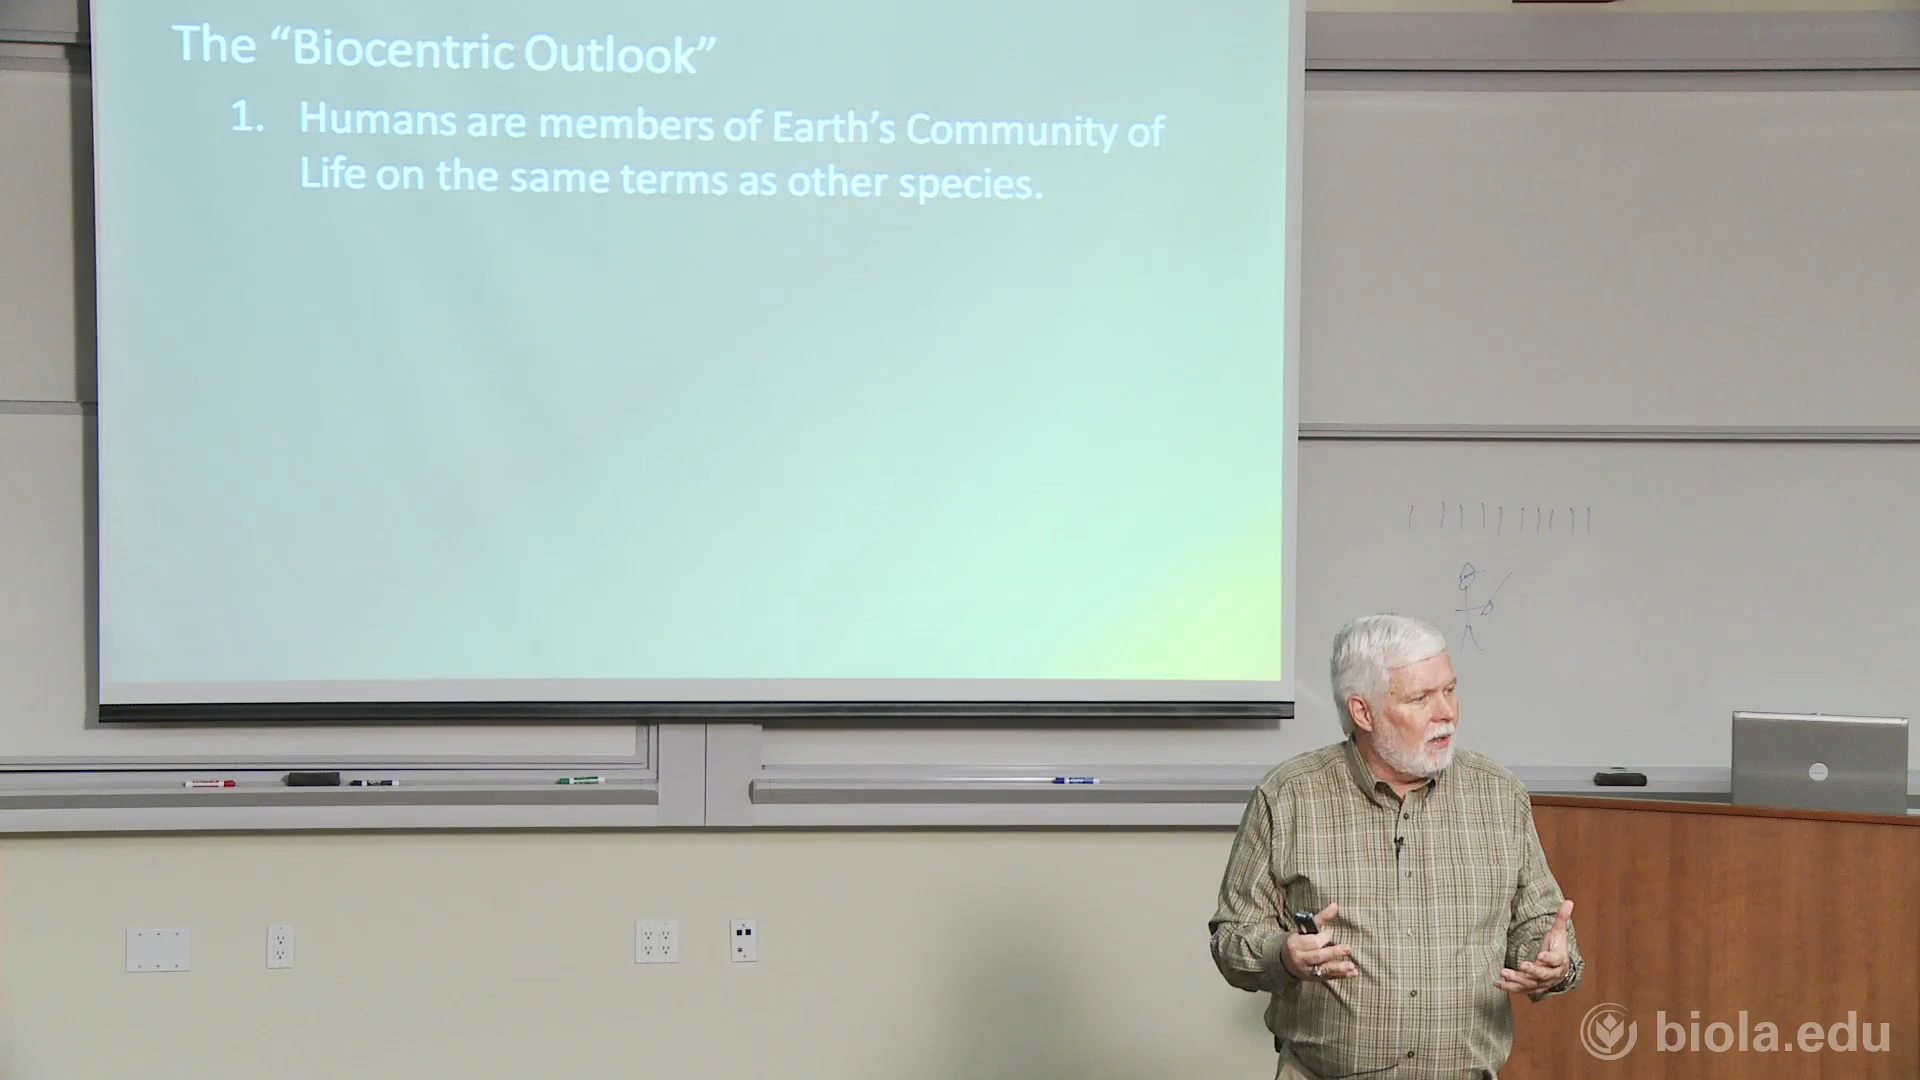 The “Biocentric Outlook”
1. Humans are members of Earth’s Community of
Life on the same terms as other species.
biola.edu